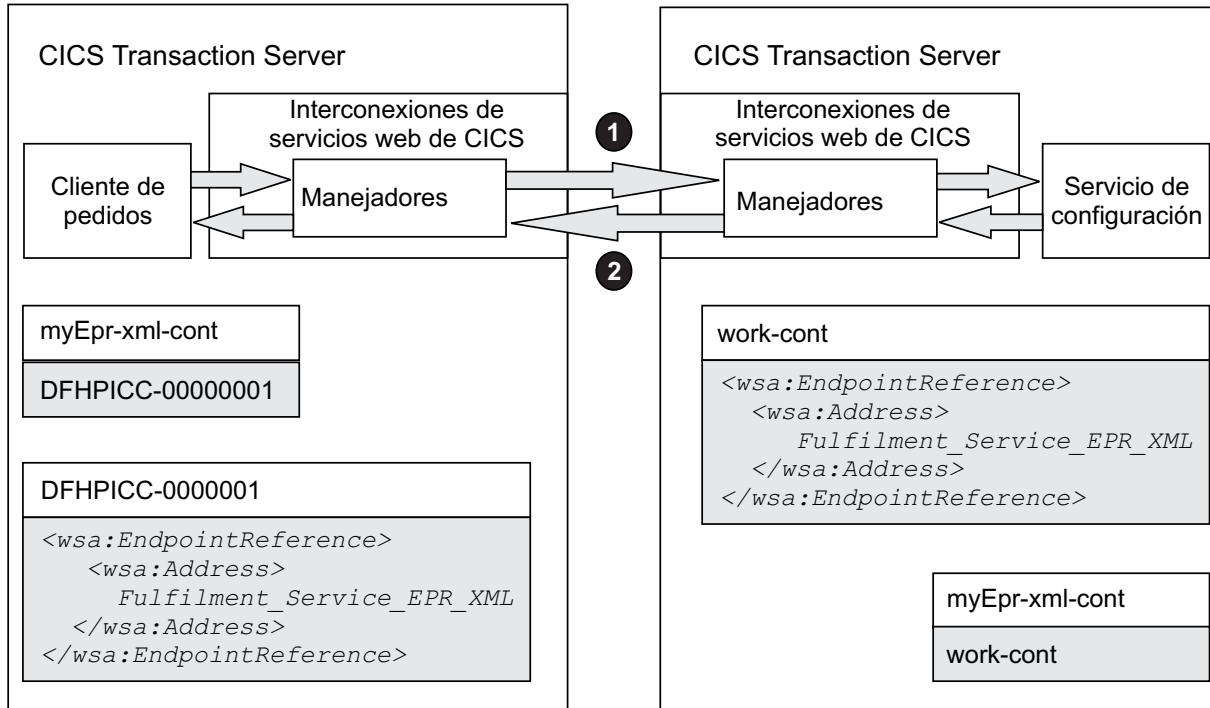 CICS Transaction Server
Interconexiones de
servicios web de CICS
Cliente de
pedidos
Manejadores
1
2
CICS Transaction Server
Interconexiones de
servicios web de CICS
Manejadores
Servicio de
configuración
myEpr-xml-cont
DFHPICC-00000001
DFHPICC-0000001
<wsa:EndpointReference>
<wsa:Address>
Fulfilment_Service_EPR_XML
</wsa:Address>
</wsa:EndpointReference>
work-cont
<wsa:EndpointReference>
<wsa:Address>
Fulfilment_Service_EPR_XML
</wsa:Address>
</wsa:EndpointReference>
myEpr-xml-cont
work-cont